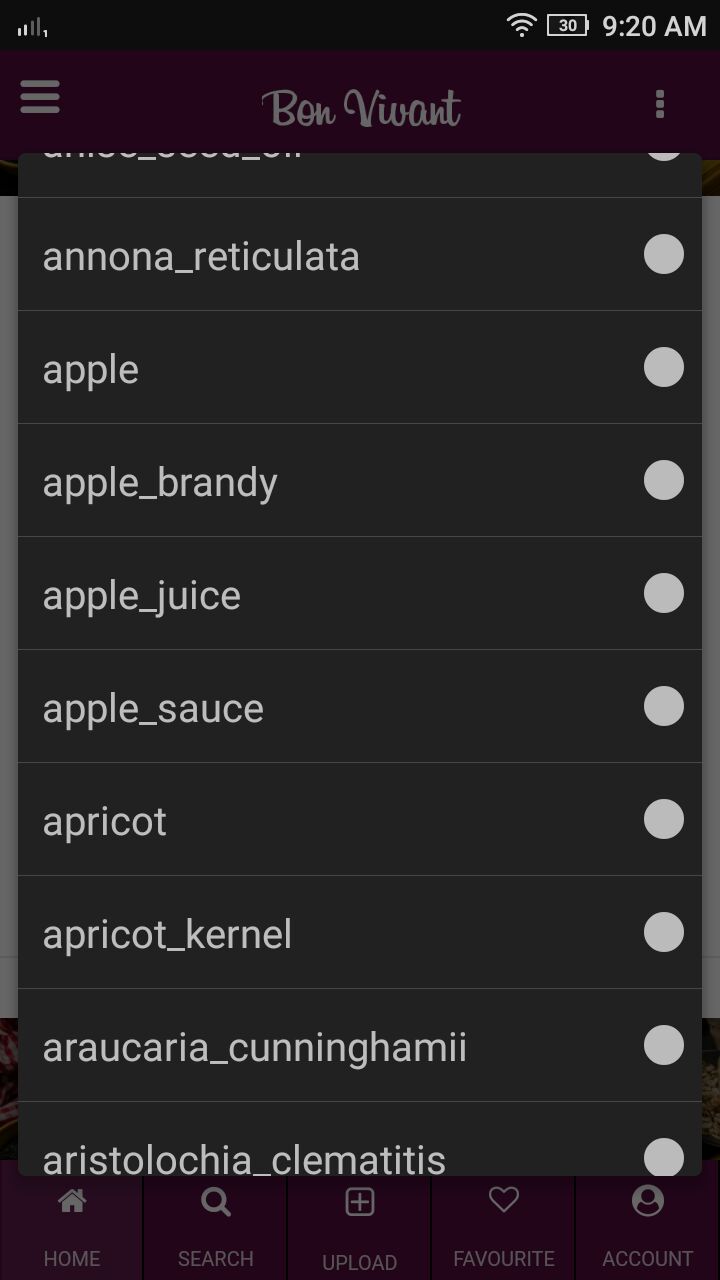 30 9:20 AM
Bon Vivant
annona_reticulata
apple
apple_brandy
apple_juice
apple_sauce
apricot
apricot_kernel
araucaria_cunninghamii
aristolochia_clematitis
HOME SEARCH UPLOAD FAVOURITE ACCOUNT